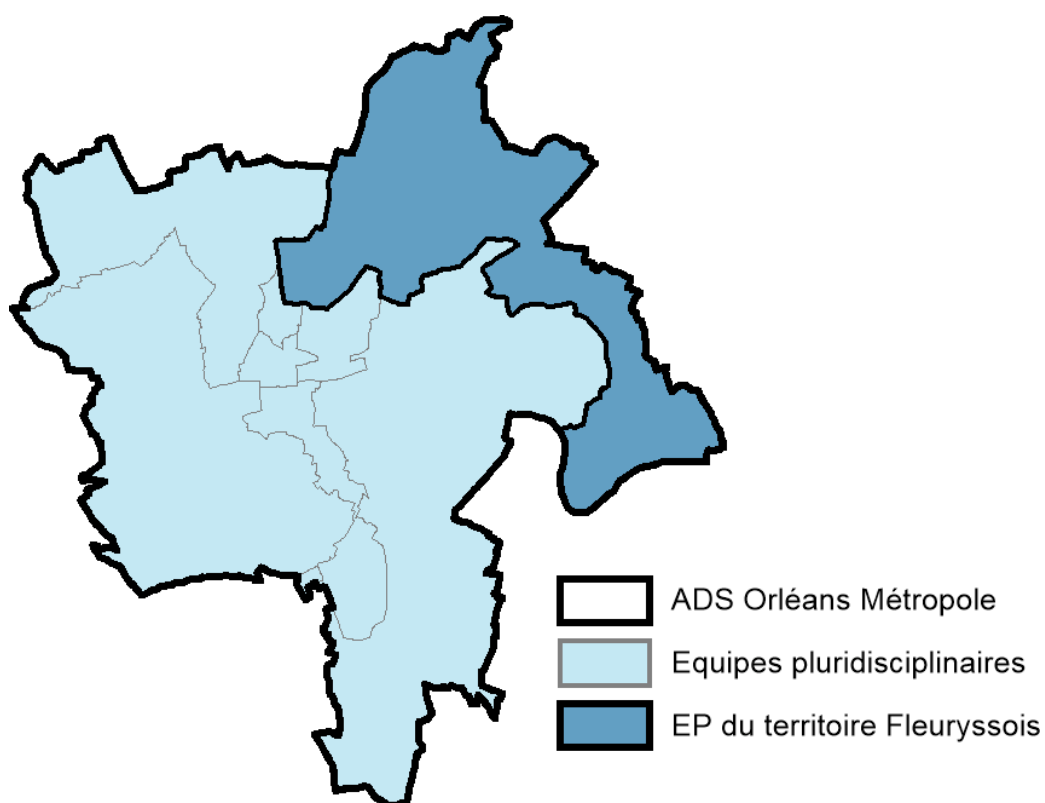 ADS Orléans Métropole
Equipes pluridisciplinaires
EP du territoire Fleuryssois